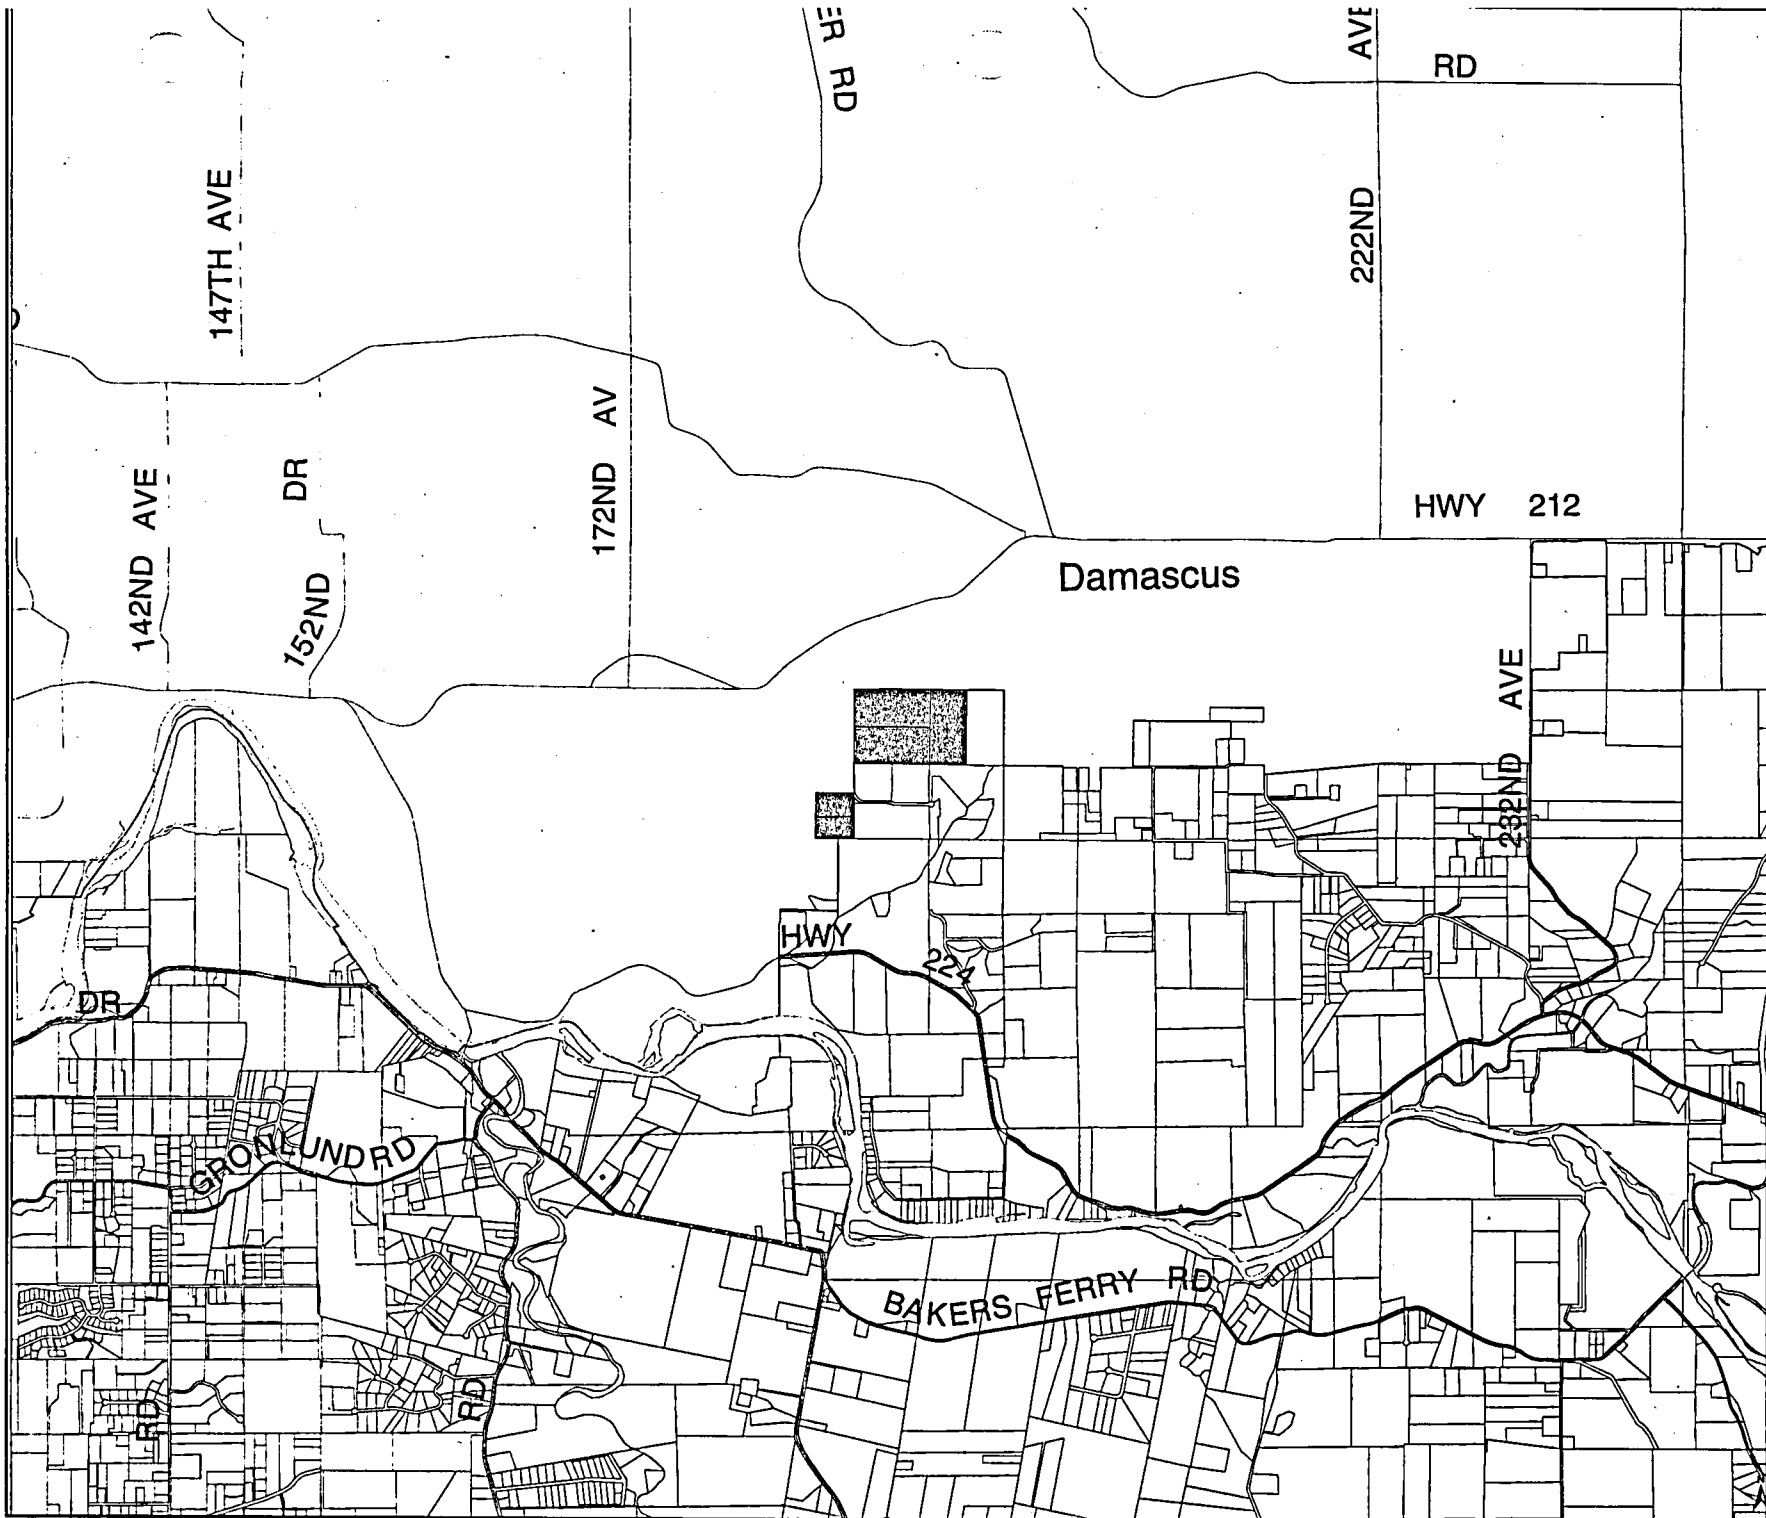 ER RD
AVE
RD
147TH AVE
222ND
172ND AV
142ND AVE
DR
152ND
HWY 212
Damascus
232ND AVE
HWY
224
DR
GRONLUND RD
BAKERS FERRY RD
RD
RD